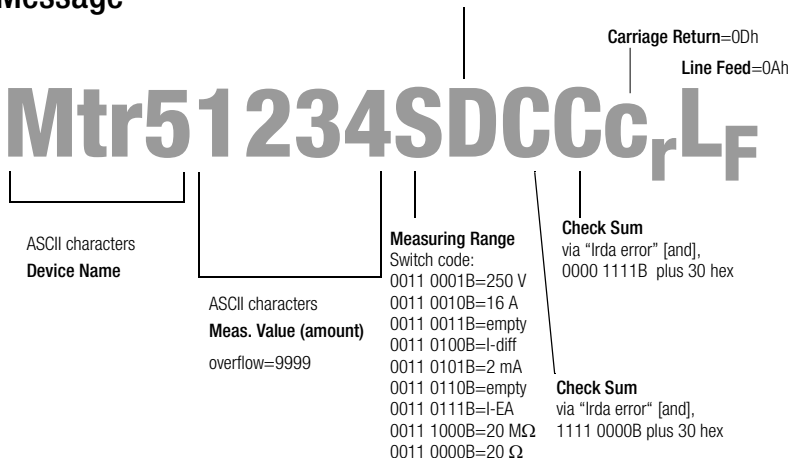 Message
Carriage Return=0Dh
Line Feed=0Ah
Mtr51234SDCCcrLF
ASCII characters
Device Name
ASCII characters
Meas. Value (amount)
overflow=9999
Measuring Range
Switch code:
0011 0001B=250 V
0011 0010B=16 A
0011 0011B=empty
0011 0100B=I-diff
0011 0101B=2 mA
0011 0110B=empty
0011 0111B=I-EA
0011 1000B=20 MΩ
0011 0000B=20 Ω
Check Sum
via “Irda error” [and],
0000 1111B plus 30 hex
Check Sum
via “Irda error“ [and],
1111 0000B plus 30 hex